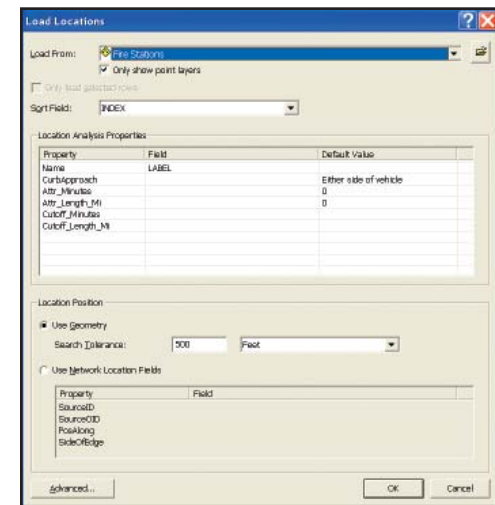 Load Locations
Load From: Fire Stations
Only show point layers
Only load selected rows
Sort Field: INDEX
Location Analysis Properties
Property Field Default Value
Name LABEL
CurbApproach Either side of vehicle
Attr_Minutes 0
Attr_Length_Mi 0
Cutoff_Minutes
Cutoff_Length_Mi
Location Position
Use Geometry
Search Tolerance: 500 Feet
Use Network Location Fields
Property Field
SourceID
SourceOID
PosAlong
SideOfEdge
Advanced... OK Cancel